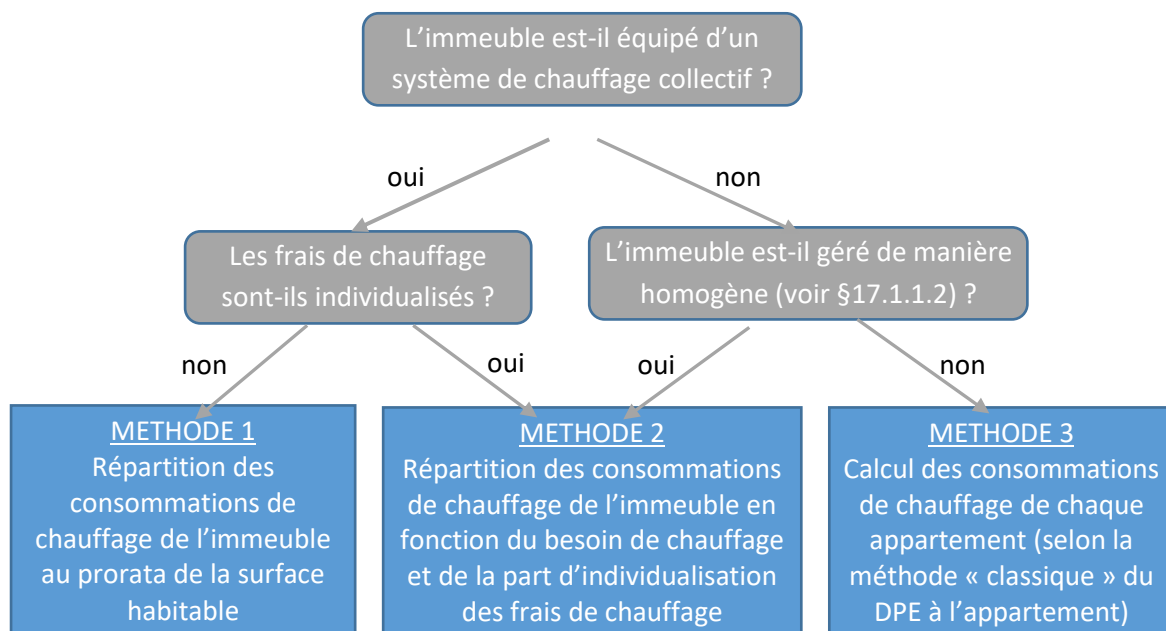 L'immeuble est-il équipé d'un
système de chauffage collectif ?
oui
non
Les frais de chauffage
sont-ils individualisés ?
L'immeuble est-il géré de manière
homogène (voir §17.1.1.2) ?
non
oui
oui
non
METHODE 1
Répartition des
consommations de
chauffage de l'immeuble
au prorata de la surface
habitable
METHODE 2
Répartition des consommations
de chauffage de l'immeuble en
fonction du besoin de chauffage
et de la part d'individualisation
des frais de chauffage
METHODE 3
Calcul des consommations
de chauffage de chaque
appartement (selon la
méthode « classique » du
DPE à l'appartement)